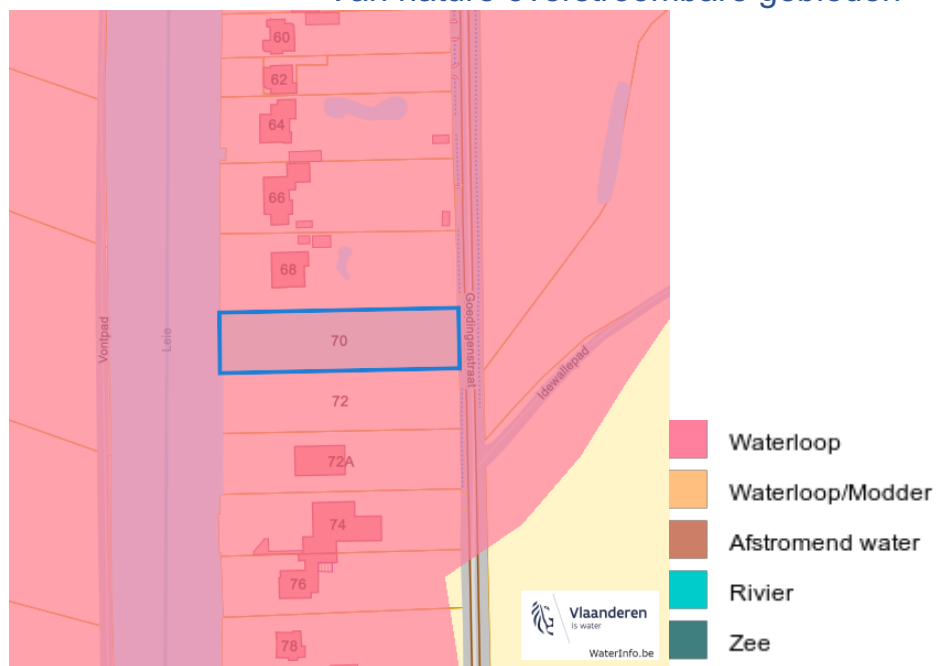 van nature overstroombare gebieden
60
62
64
66
68
70
72
72A
74
76
78
Vontpad
Leie
Goedingenstraat
Idewallepad
Waterloop
Waterloop/Modder
Afstromend water
Rivier
Zee
Vlaanderen
is water
WaterInfo.be